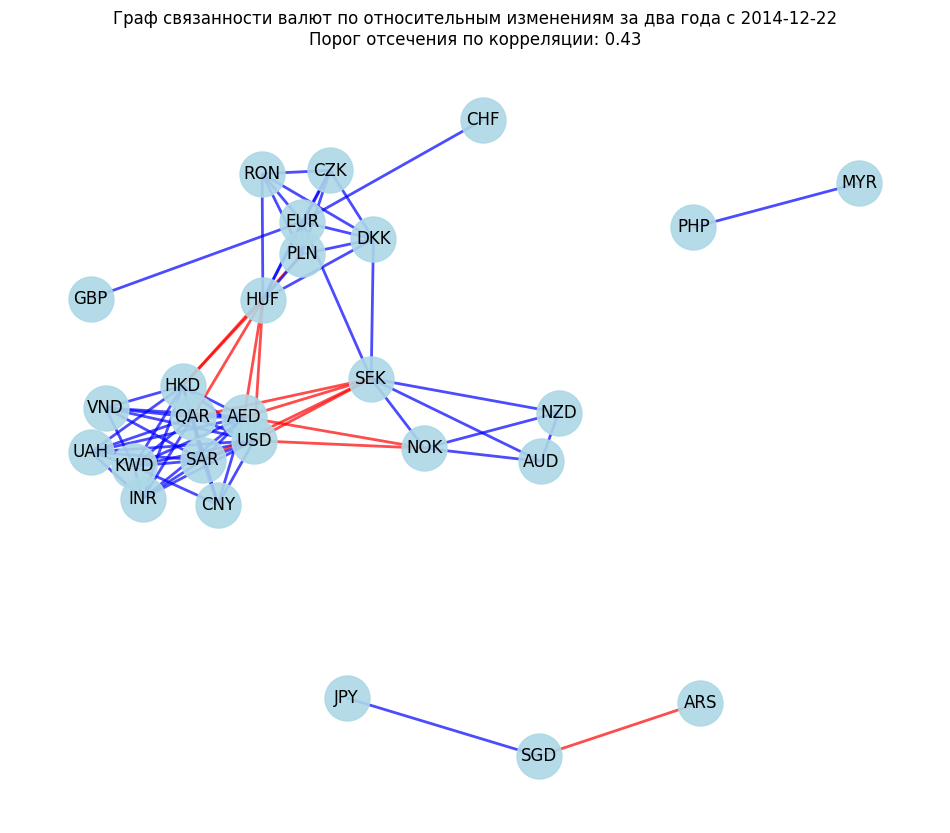 Граф связанности валют по относительным изменениям за два года с 2014-12-22
Порог отсечения по корреляции: 0.43
CHF
RON
CZK
MYR
EUR
PHP
DKK
PLN
GBP
HUF
SEK
HKD
VND
NZD
QAR
AED
USD
NOK
UAH
SAR
AUD
KWD
INR
CNY
JPY
ARS
SGD